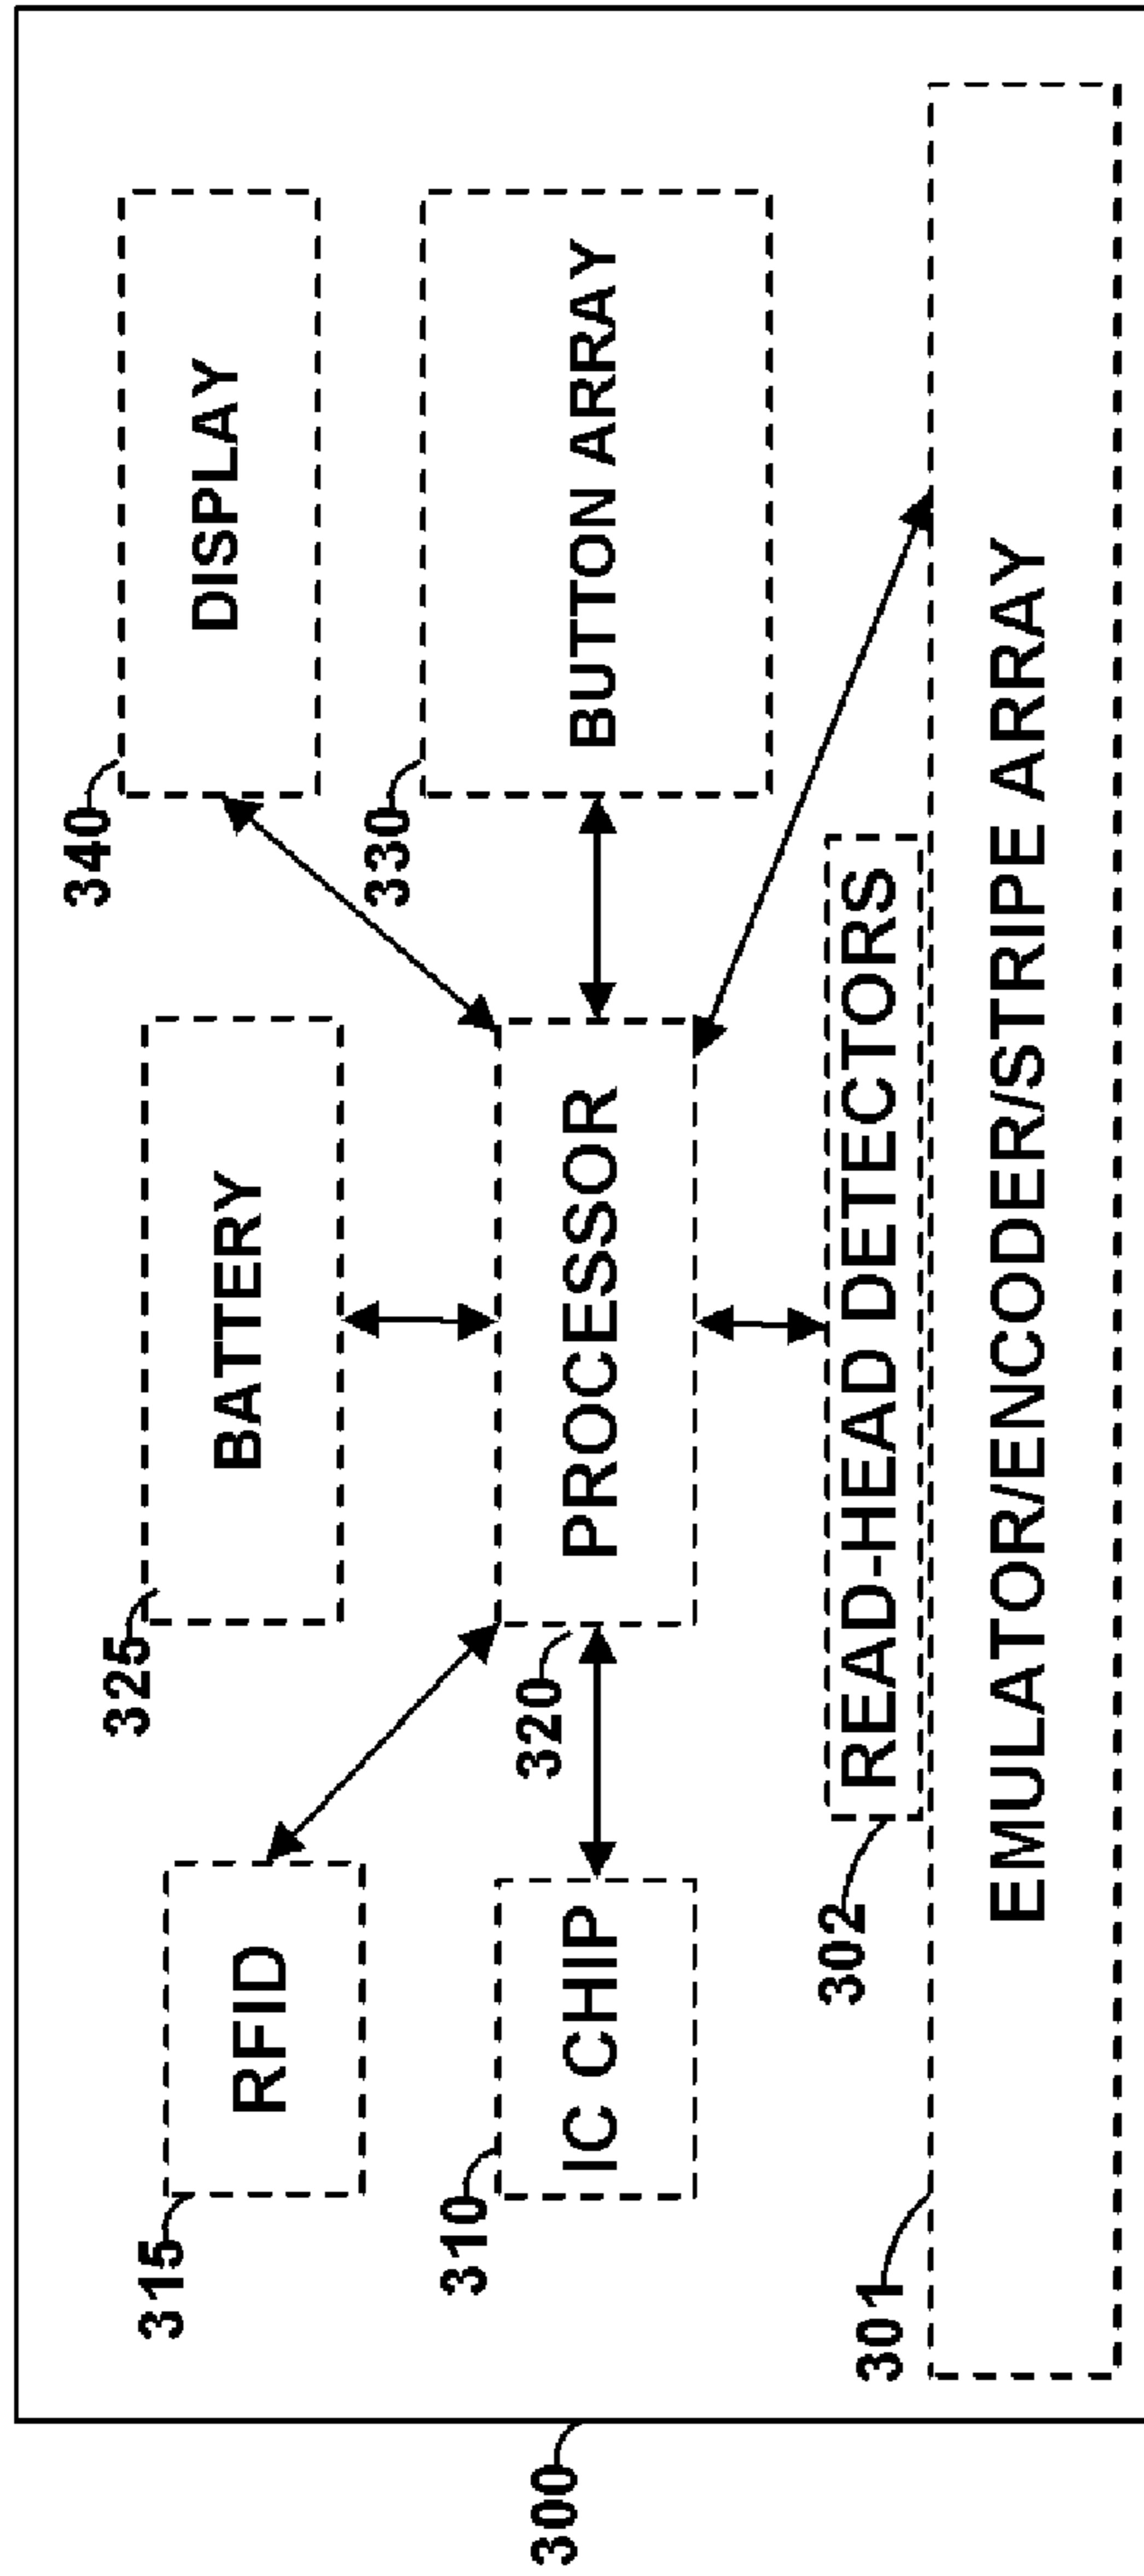 340
DISPLAY
325
BATTERY
315
RFID
330
BUTTON ARRAY
320
PROCESSOR
310
IC CHIP
302
READ-HEAD DETECTORS
301
EMULATOR/ENCODER/STRIPE ARRAY
300